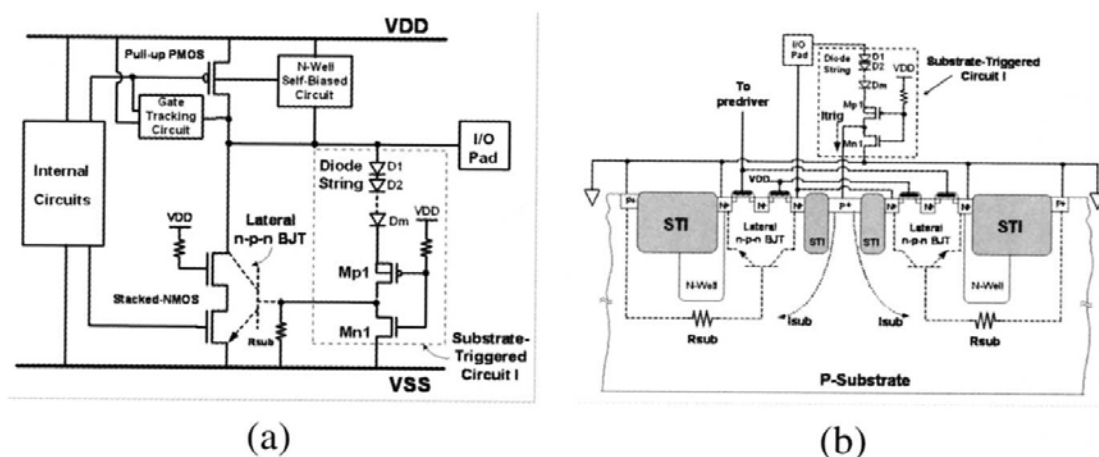 VDD
Pull-up PMOS
N-Well
Self-Biased
Circuit
Gate
Tracking
Circuit
I/O
Pad
Internal
Circuits
Diode
String
D1
D2
Dm
VDD
VDD
Lateral
n-p-n BJT
Mp1
Stacked-NMOS
Mn1
Rsub
Substrate-
Triggered
Circuit I
VSS
(a)
I/O
Pad
Diode
String
D1
D2
Dm
VDD
Substrate-Triggered
Circuit I
To
predriver
Itrig
Mp1
Mn1
VDD
P+
N+
N+
N+
P+
N+
N+
N+
P+
STI
STI
STI
STI
Lateral
n-p-n BJT
Lateral
n-p-n BJT
N-Well
N-Well
Isub
Isub
Rsub
Rsub
P-Substrate
(b)